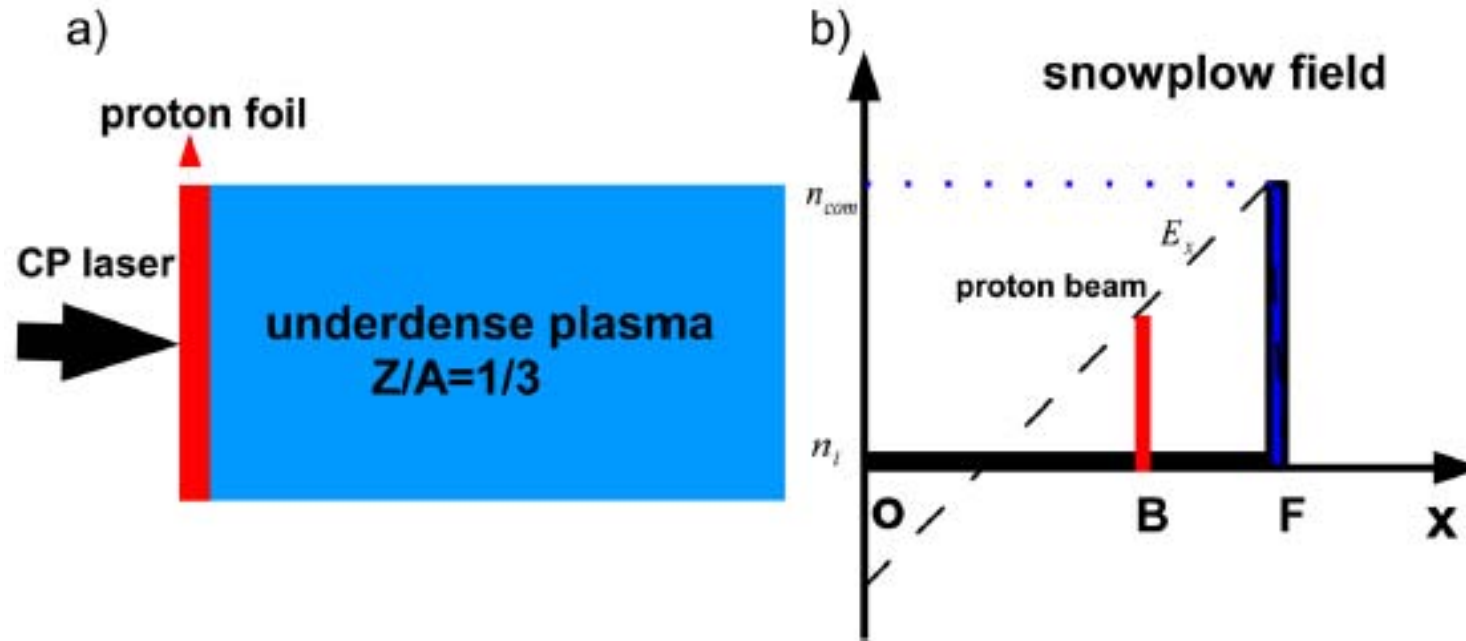 a)
proton foil
CP laser
underdense plasma
Z/A=1/3
b)
snowplow field
n_com
E_x
proton beam
n_i
O
B
F
x